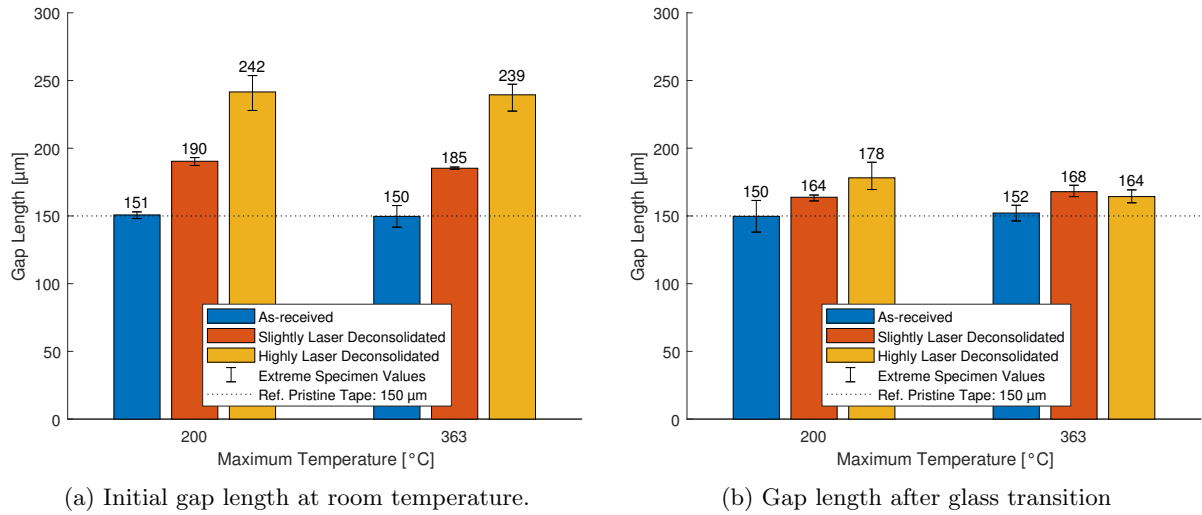 300
250
200
150
100
50
0
Gap Length [µm]
151
190
242
150
185
239
As-received
Slightly Laser Deconsolidated
Highly Laser Deconsolidated
Extreme Specimen Values
Ref. Pristine Tape: 150 µm
200
363
Maximum Temperature [°C]
(a) Initial gap length at room temperature.
300
250
200
150
100
50
0
Gap Length [µm]
150
164
178
152
168
164
As-received
Slightly Laser Deconsolidated
Highly Laser Deconsolidated
Extreme Specimen Values
Ref. Pristine Tape: 150 µm
200
363
Maximum Temperature [°C]
(b) Gap length after glass transition